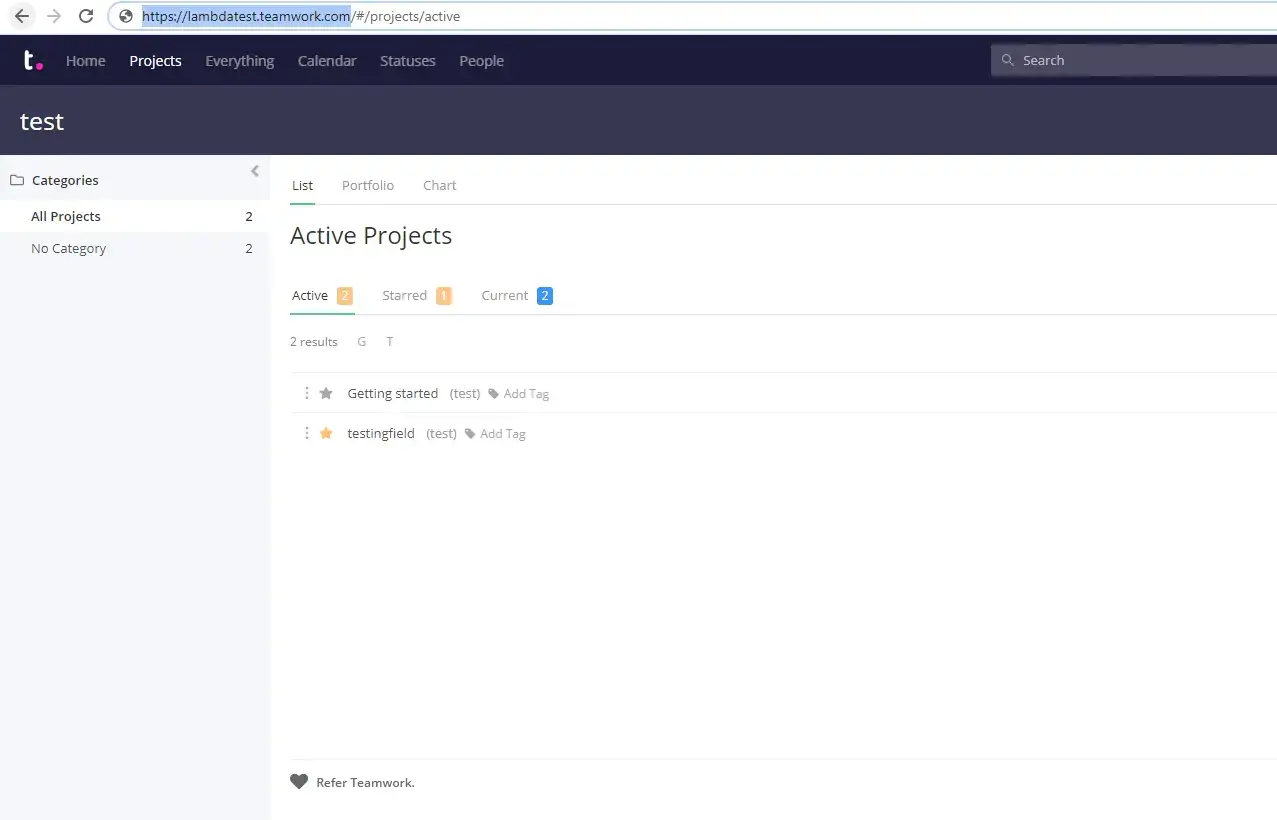 https://lambdatest.teamwork.com/#/projects/active
t. Home Projects Everything Calendar Statuses People Search
test
Categories
All Projects 2
No Category 2
List Portfolio Chart
Active Projects
Active 2 Starred 1 Current 2
2 results G T
Getting started (test) Add Tag
testingfield (test) Add Tag
Refer Teamwork.